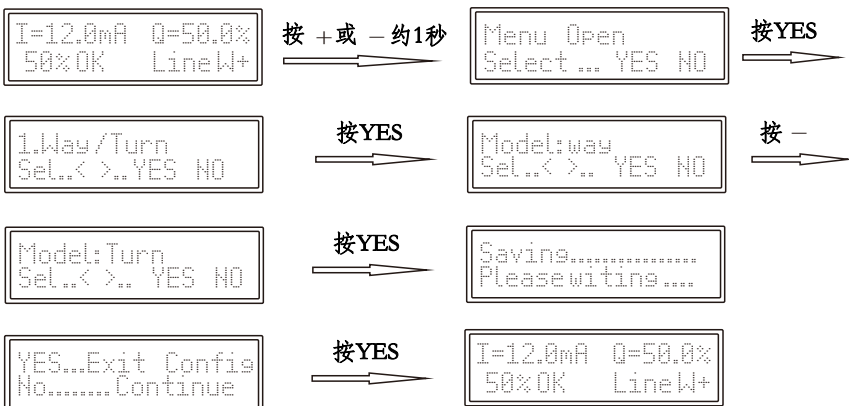 I=12.0mA Q=50.0%
50%OK LineW+
按 +或 -约1秒
Menu Open
Select... YES NO
按YES
1.Way/Turn
Sel..< >..YES NO
按YES
Model:way
Sel..< >.. YES NO
按 -
Model:Turn
Sel..< >.. YES NO
按YES
Saving................
Pleasewiting....
YES...Exit Config
No........Continue
按YES
I=12.0mA Q=50.0%
50%OK LineW+